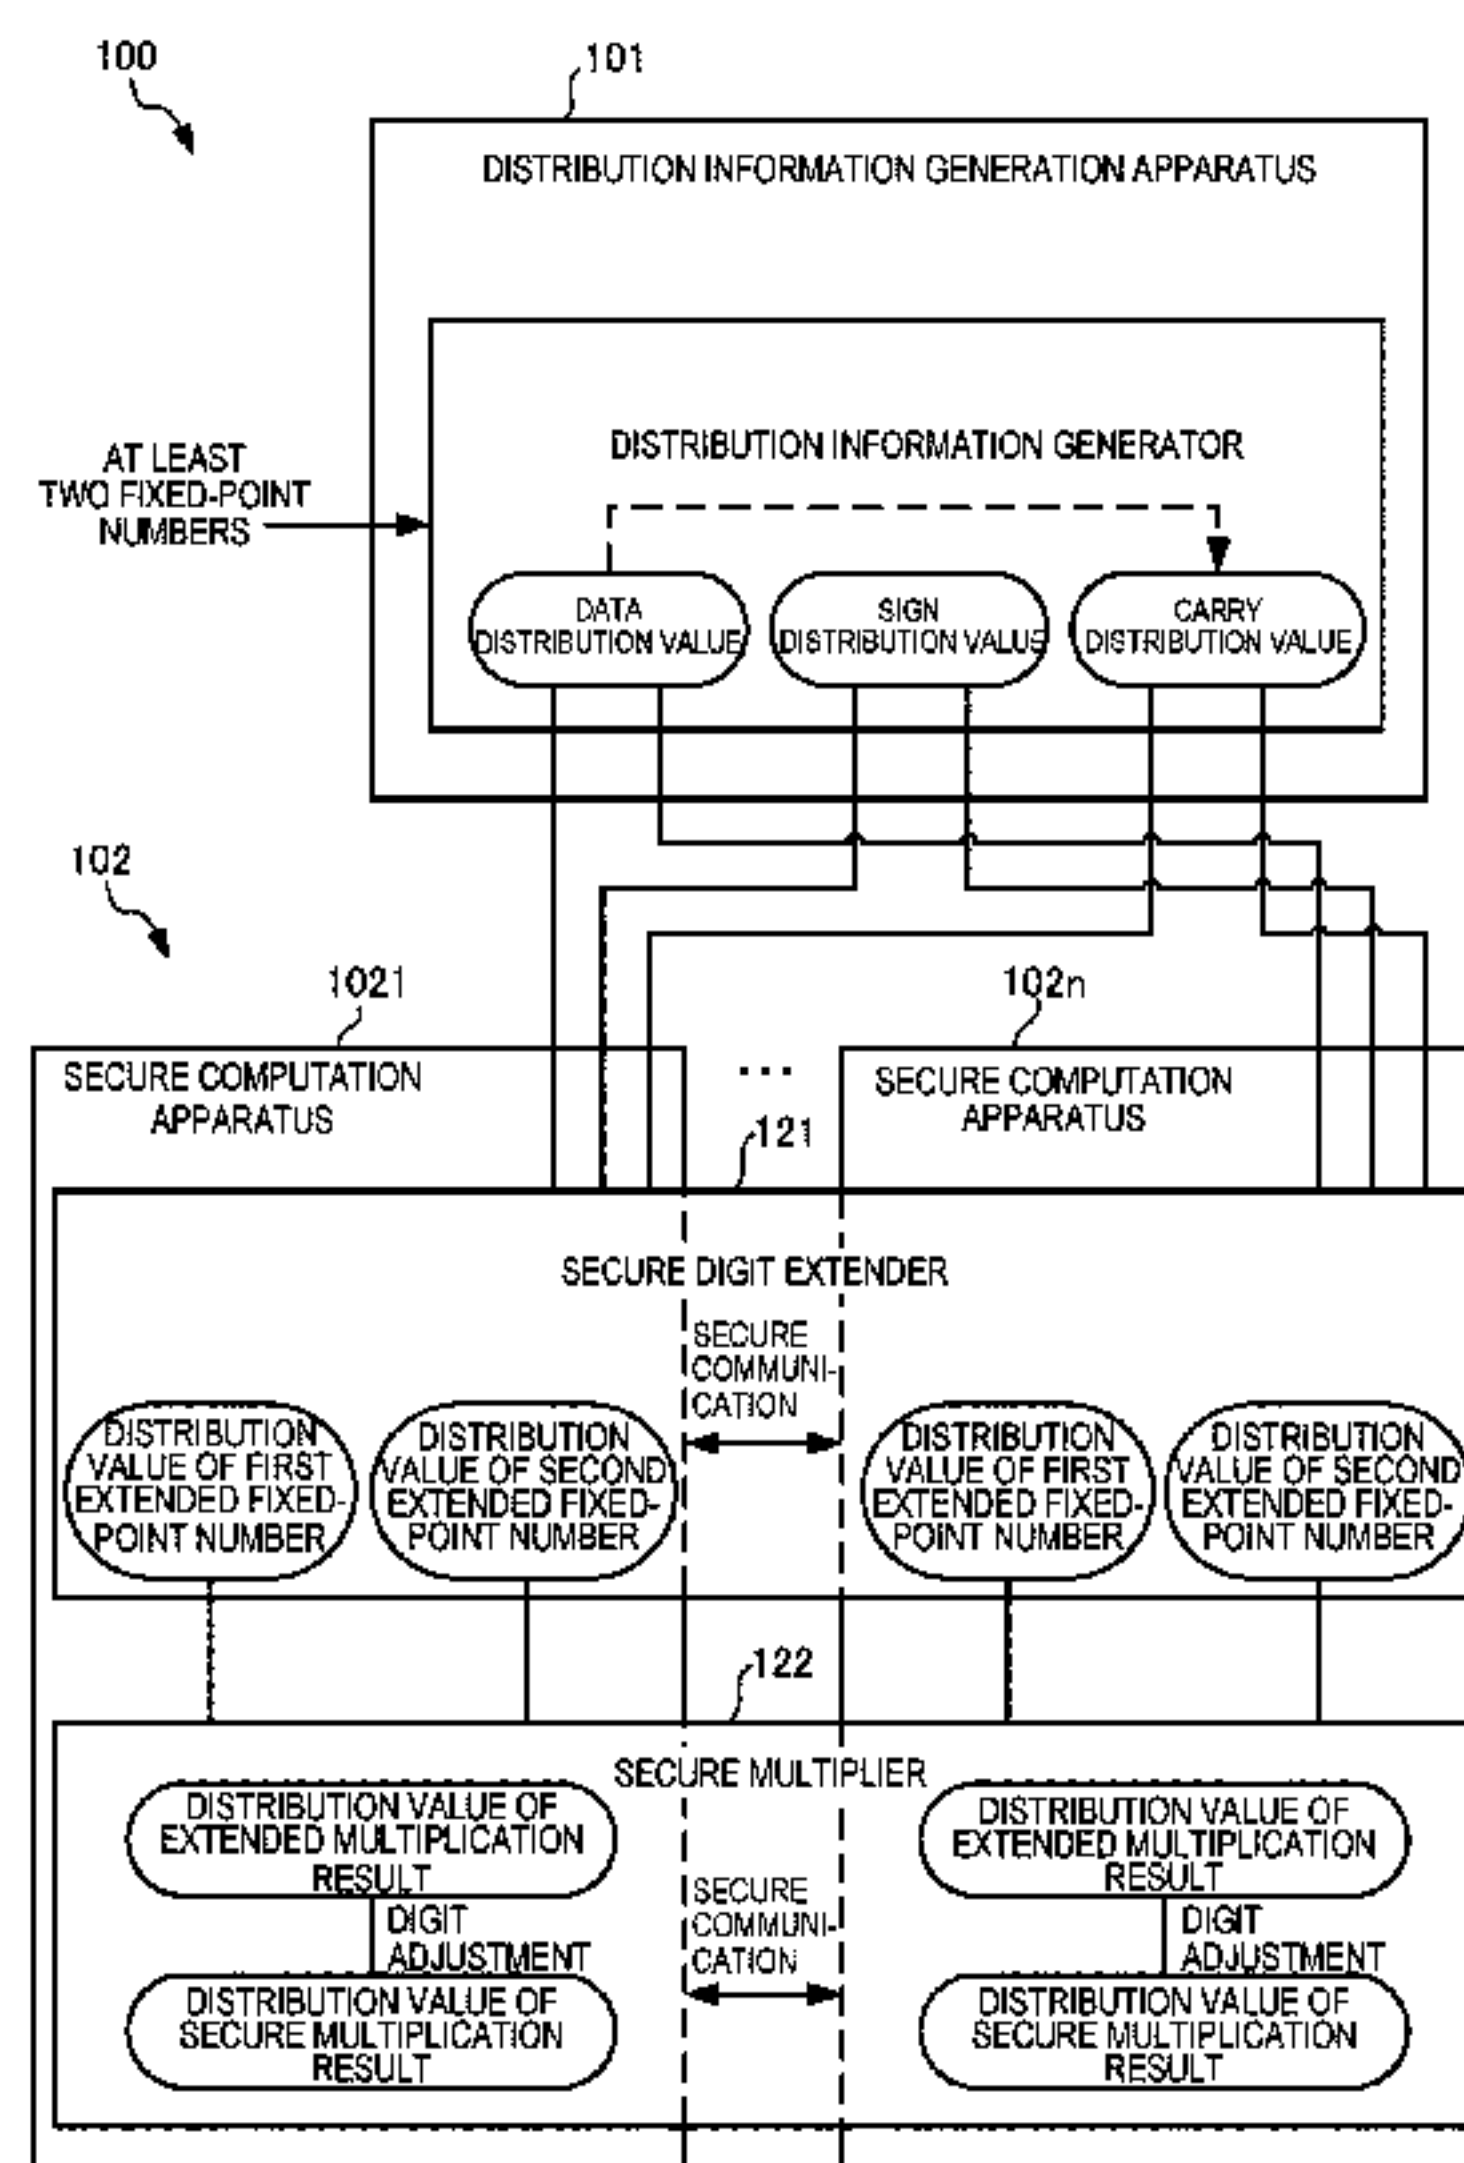 100
101
DISTRIBUTION INFORMATION GENERATION APPARATUS
DISTRIBUTION INFORMATION GENERATOR
AT LEAST
TWO FIXED-POINT
NUMBERS
DATA
DISTRIBUTION VALUE
SIGN
DISTRIBUTION VALUE
CARRY
DISTRIBUTION VALUE
102
1021
102n
SECURE COMPUTATION
APPARATUS
...
SECURE COMPUTATION
APPARATUS
121
SECURE DIGIT EXTENDER
SECURE
COMMUNI-
CATION
DISTRIBUTION
VALUE OF FIRST
EXTENDED FIXED-
POINT NUMBER
DISTRIBUTION
VALUE OF SECOND
EXTENDED FIXED-
POINT NUMBER
DISTRIBUTION
VALUE OF FIRST
EXTENDED FIXED-
POINT NUMBER
DISTRIBUTION
VALUE OF SECOND
EXTENDED FIXED-
POINT NUMBER
122
SECURE MULTIPLIER
DISTRIBUTION VALUE OF
EXTENDED MULTIPLICATION
RESULT
DIGIT
ADJUSTMENT
DISTRIBUTION VALUE OF
SECURE MULTIPLICATION
RESULT
SECURE
COMMUNI-
CATION
DISTRIBUTION VALUE OF
EXTENDED MULTIPLICATION
RESULT
DIGIT
ADJUSTMENT
DISTRIBUTION VALUE OF
SECURE MULTIPLICATION
RESULT